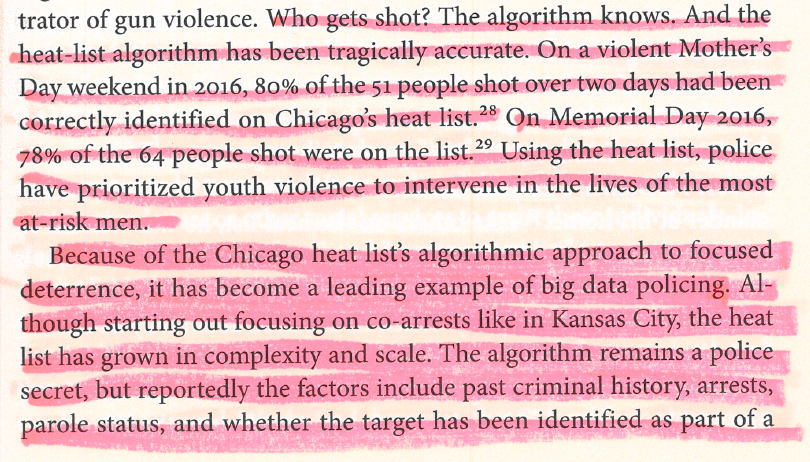 trator of gun violence. Who gets shot? The algorithm knows. And the
heat-list algorithm has been tragically accurate. On a violent Mother's
Day weekend in 2016, 80% of the 51 people shot over two days had been
correctly identified on Chicago's heat list.28 On Memorial Day 2016,
78% of the 64 people shot were on the list.29 Using the heat list, police
have prioritized youth violence to intervene in the lives of the most
at-risk men.
Because of the Chicago heat list's algorithmic approach to focused
deterrence, it has become a leading example of big data policing. Al-
though starting out focusing on co-arrests like in Kansas City, the heat
list has grown in complexity and scale. The algorithm remains a police
secret, but reportedly the factors include past criminal history, arrests,
parole status, and whether the target has been identified as part of a